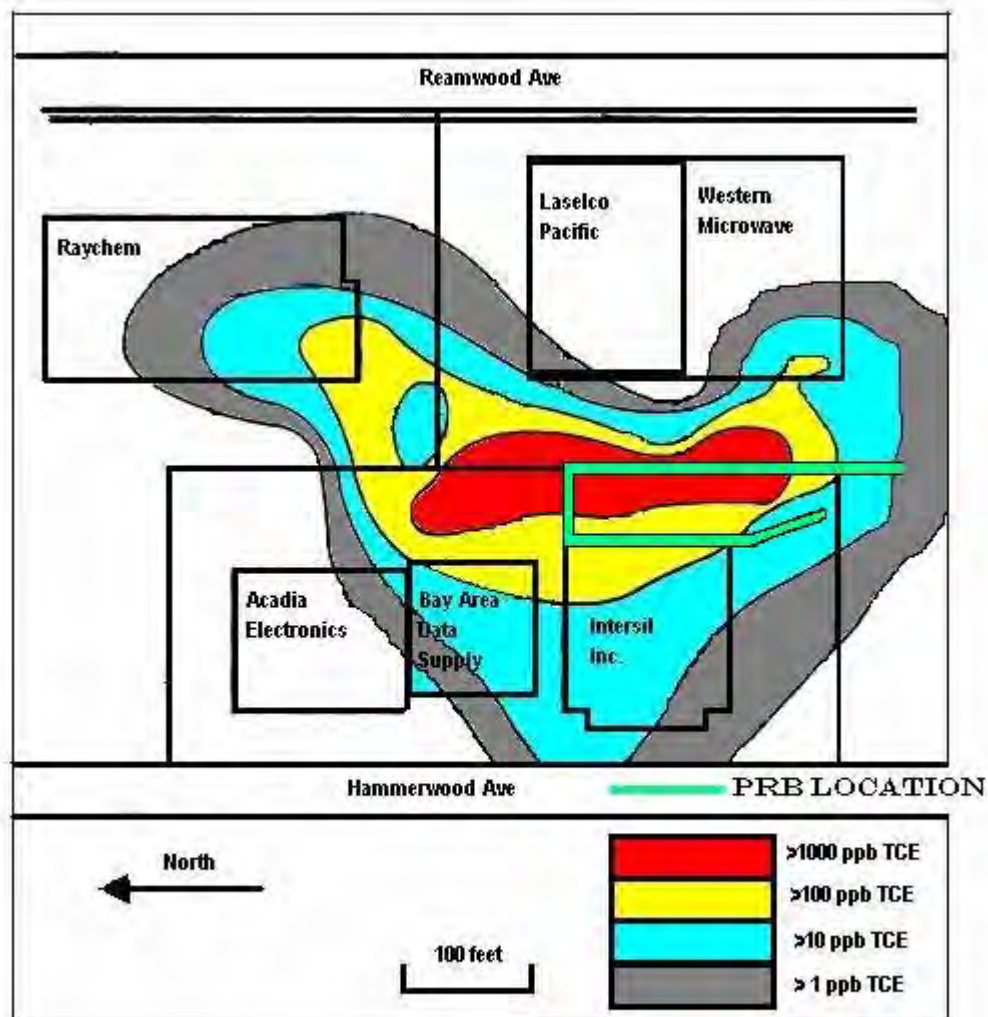 Reamwood Ave
Laselco
Pacific
Western
Microwave
Raychem
Acadia
Electronics
Bay Area
Data
Supply
Intersil
Inc.
Hammerwood Ave
PRB LOCATION
North
100 feet
>1000 ppb TCE
>100 ppb TCE
>10 ppb TCE
> 1 ppb TCE